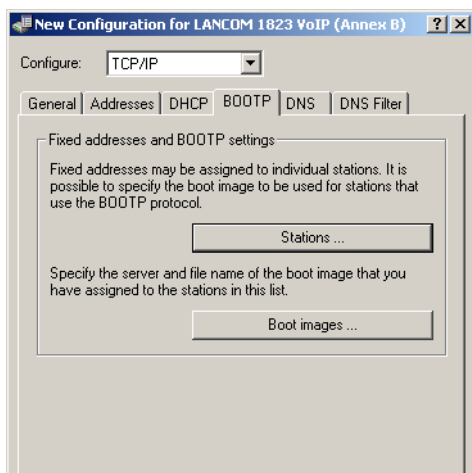 New Configuration for LANCOM 1823 VoIP (Annex B)
Configure: TCP/IP
General Addresses DHCP BOOTP DNS DNS Filter
Fixed addresses and BOOTP settings
Fixed addresses may be assigned to individual stations. It is
possible to specify the boot image to be used for stations that
use the BOOTP protocol.
Stations ...
Specify the server and file name of the boot image that you
have assigned to the stations in this list.
Boot images ...